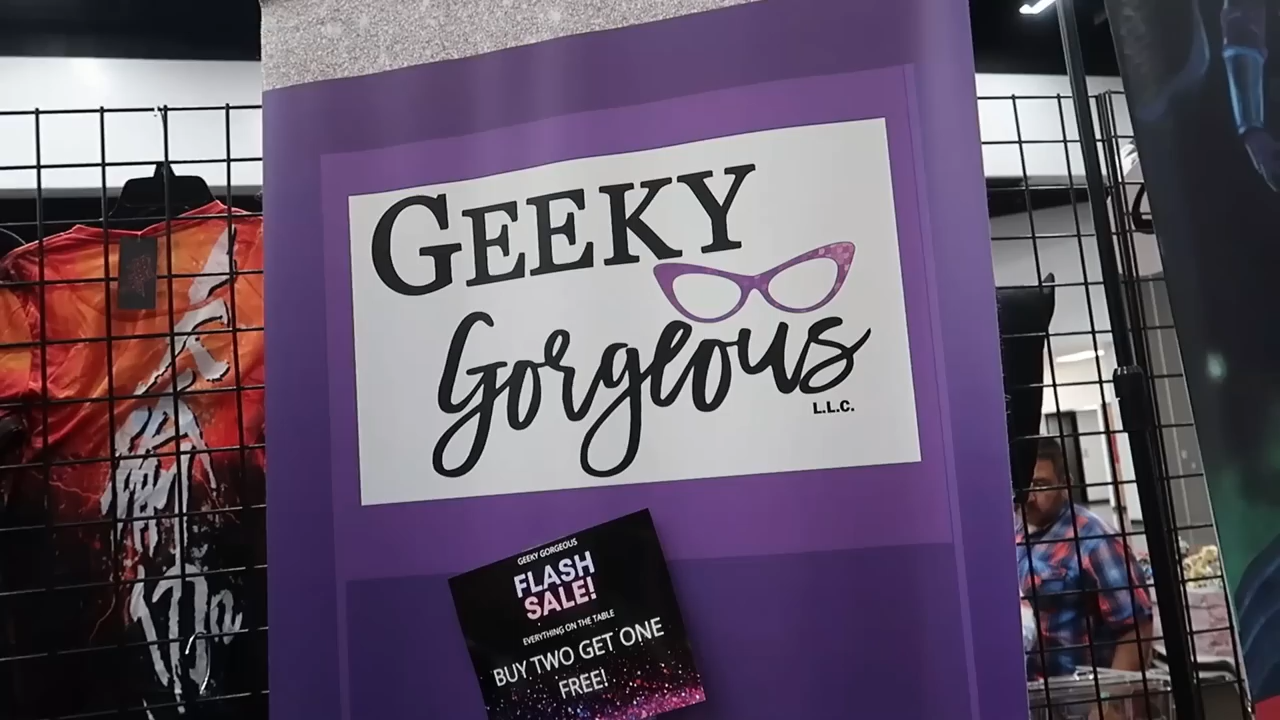 GEEKY
Gorgeous
L.L.C.
GEEKY GORGEOUS
FLASH
SALE!
EVERYTHING ON THE TABLE
BUY TWO GET ONE
FREE!